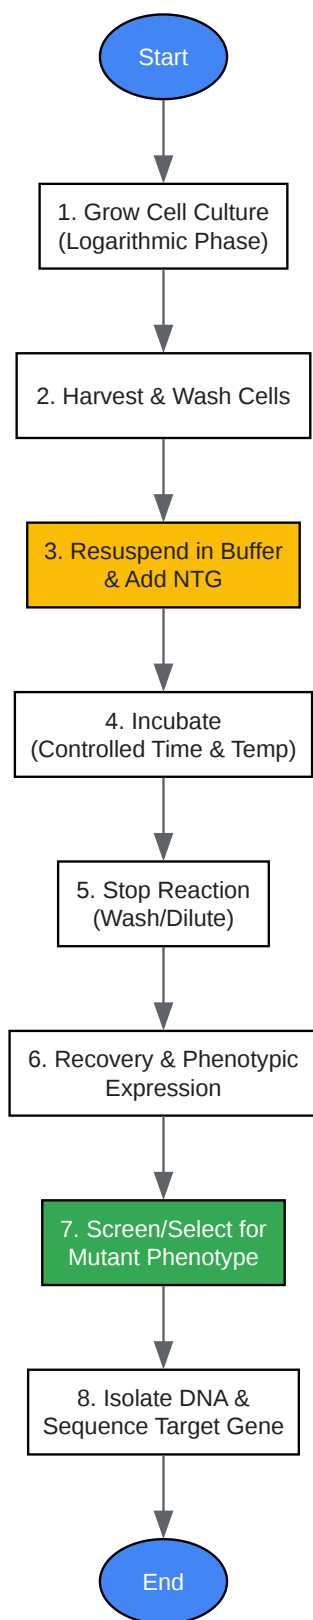 Start
1. Grow Cell Culture
(Logarithmic Phase)
2. Harvest & Wash Cells
3. Resuspend in Buffer
& Add NTG
4. Incubate
(Controlled Time & Temp)
5. Stop Reaction
(Wash/Dilute)
6. Recovery & Phenotypic
Expression
7. Screen/Select for
Mutant Phenotype
8. Isolate DNA &
Sequence Target Gene
End